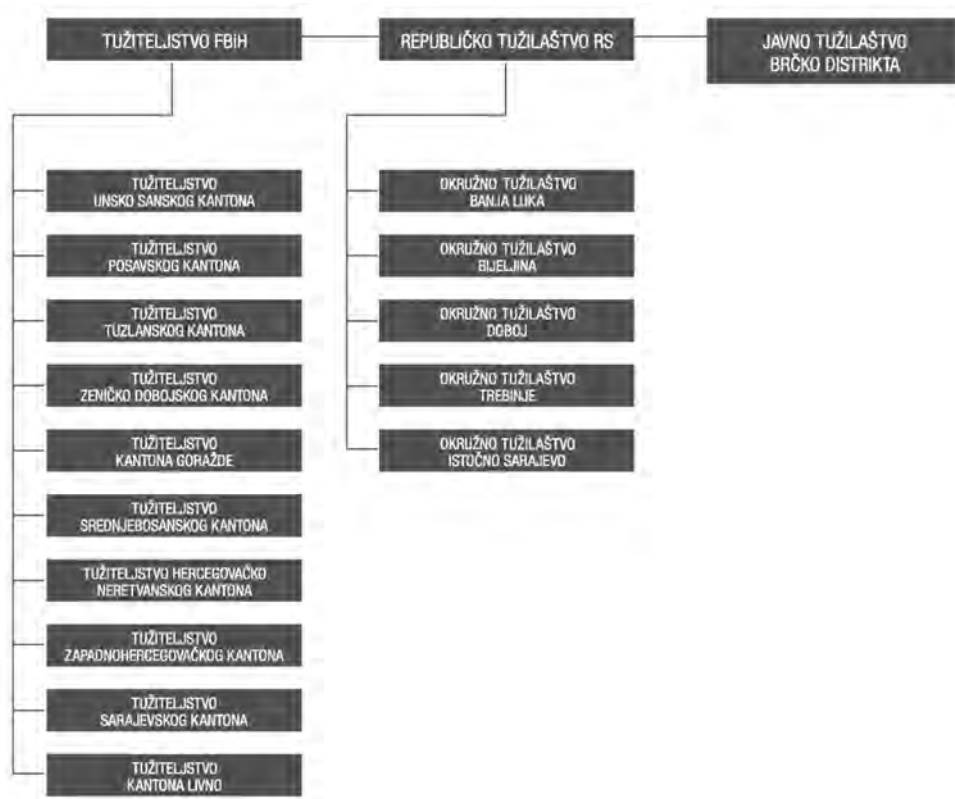 TUŽITELJSTVO FBiH
REPUBLIČKO TUŽILAŠTVO RS
JAVNO TUŽILAŠTVO
BRČKO DISTRIKTA
TUŽITELJSTVO
UNSKO SANSKOG KANTONA
TUŽITELJSTVO
POSAVSKOG KANTONA
TUŽITELJSTVO
TUZLANSKOG KANTONA
TUŽITELJSTVO
ZENIČKO DOBOJSKOG KANTONA
TUŽITELJSTVO
KANTONA GORAŽDE
TUŽITELJSTVO
SREDNJEBOSANSKOG KANTONA
TUŽITELJSTVO HERCEGOVAČKO
NERETVANSKOG KANTONA
TUŽITELJSTVO
ZAPADNOHERCEGOVAČKOG KANTONA
TUŽITELJSTVO
SARAJEVSKOG KANTONA
TUŽITELJSTVO
KANTONA LIVNO
OKRUŽNO TUŽILAŠTVO
BANJA LUKA
OKRUŽNO TUŽILAŠTVO
BIJELJINA
OKRUŽNO TUŽILAŠTVO
DOBOJ
OKRUŽNO TUŽILAŠTVO
TREBINJE
OKRUŽNO TUŽILAŠTVO
ISTOČNO SARAJEVO